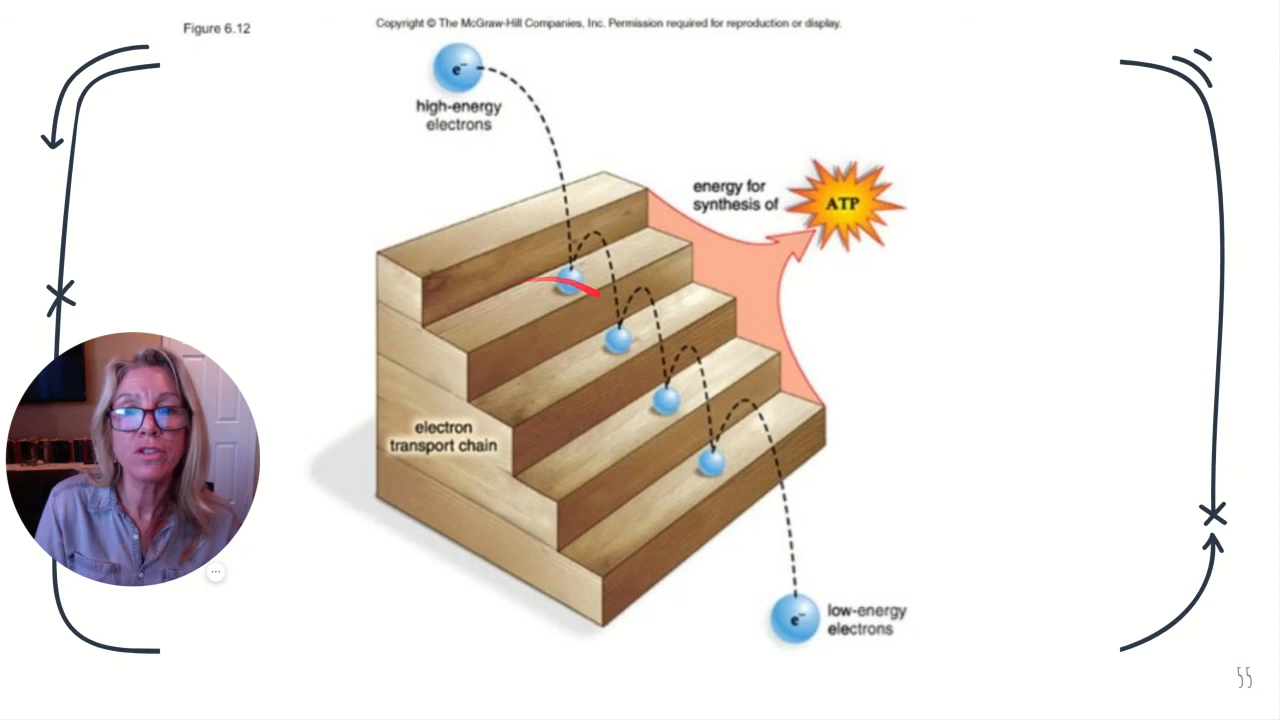 Figure 6.12
Copyright © The McGraw-Hill Companies, Inc. Permission required for reproduction or display.
e⁻
high-energy
electrons
energy for
synthesis of
ATP
electron
transport chain
e⁻
low-energy
electrons
55